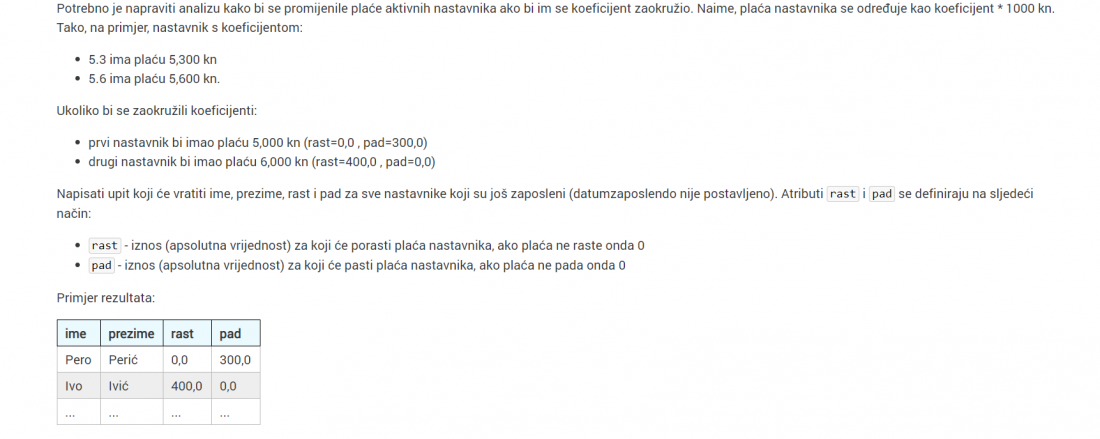 Potrebno je napraviti analizu kako bi se promijenile plaće aktivnih nastavnika ako bi im se koeficijent zaokružio. Naime, plaća nastavnika se određuje kao koeficijent * 1000 kn.
Tako, na primjer, nastavnik s koeficijentom:
• 5.3 ima plaću 5,300 kn
• 5.6 ima plaću 5,600 kn.
Ukoliko bi se zaokružili koeficijenti:
• prvi nastavnik bi imao plaću 5,000 kn (rast=0,0 , pad=300,0)
• drugi nastavnik bi imao plaću 6,000 kn (rast=400,0 , pad=0,0)
Napisati upit koji će vratiti ime, prezime, rast i pad za sve nastavnike koji su još zaposleni (datumzaposlendo nije postavljeno). Atributi rast i pad se definiraju na sljedeći
način:
• rast - iznos (apsolutna vrijednost) za koji će porasti plaća nastavnika, ako plaća ne raste onda 0
• pad - iznos (apsolutna vrijednost) za koji će pasti plaća nastavnika, ako plaća ne pada onda 0
Primjer rezultata:
ime prezime rast pad
Pero Perić 0,0 300,0
Ivo Ivić 400,0 0,0
... ... ... ...